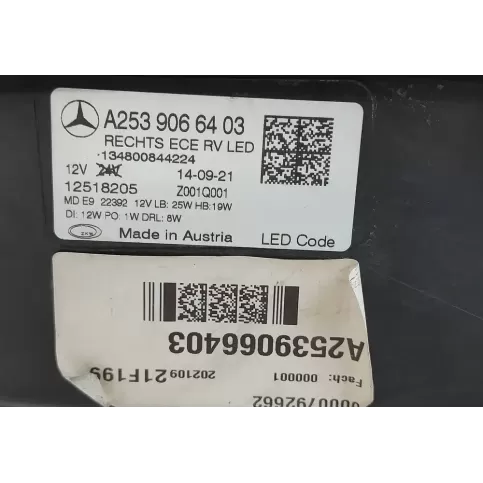 A253 906 64 03
RECHTS ECE RV LED
134800844224
12V 24V 14-09-21
12518205 Z001Q001
MD E9 22392 12V LB: 25W HB: 19W
DI: 12W PO: 1W DRL: 8W
Made in Austria LED Code
A2539066403
20210921F199
Fach: 000001
0000792662